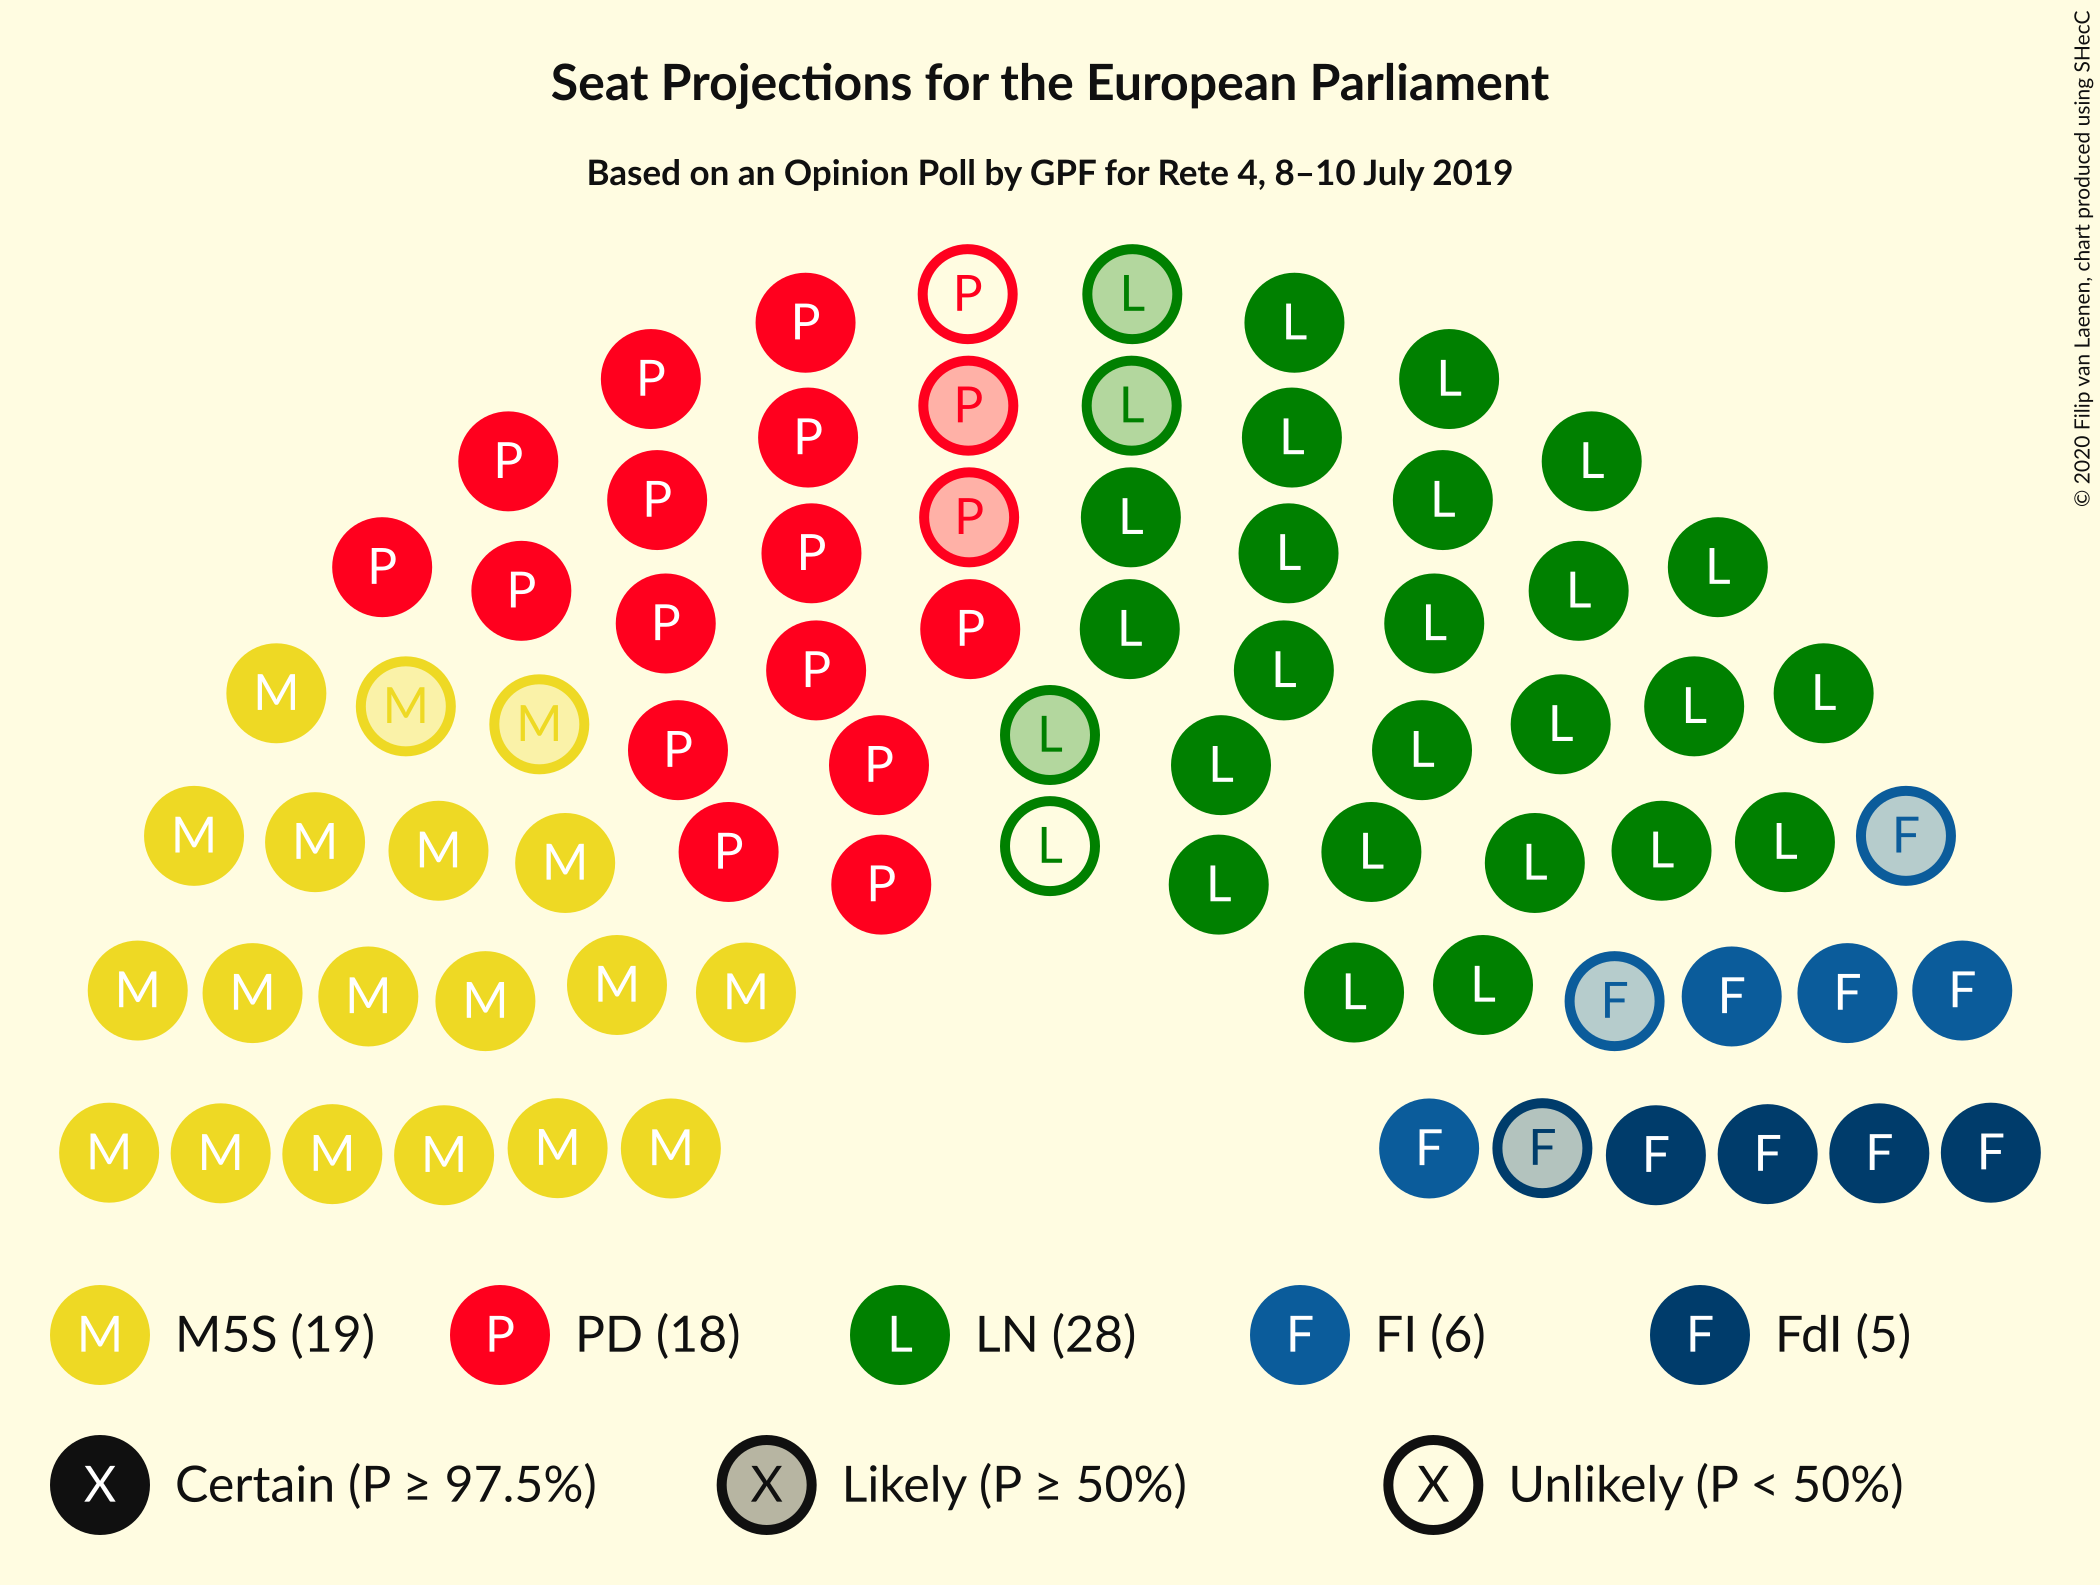 Seat Projections for the European Parliament
Based on an Opinion Poll by GPF for Rete 4, 8–10 July 2019
© 2020 Filip van Laenen, chart produced using SHecC
P L
P L
P L
P P L L
P L
P L
P L
P L
P P L L
P L
P P L L
P L
M L
M L
M L
P L
L
P L
M F
M L
L
M P L L
M L
P L
M M L L
M F
M F
M F
M F
M M M M M M F F F F F F
M M5S (19) P PD (18) L LN (28) F FI (6) F FdI (5)
X Certain (P ≥ 97.5%) X Likely (P ≥ 50%) X Unlikely (P < 50%)